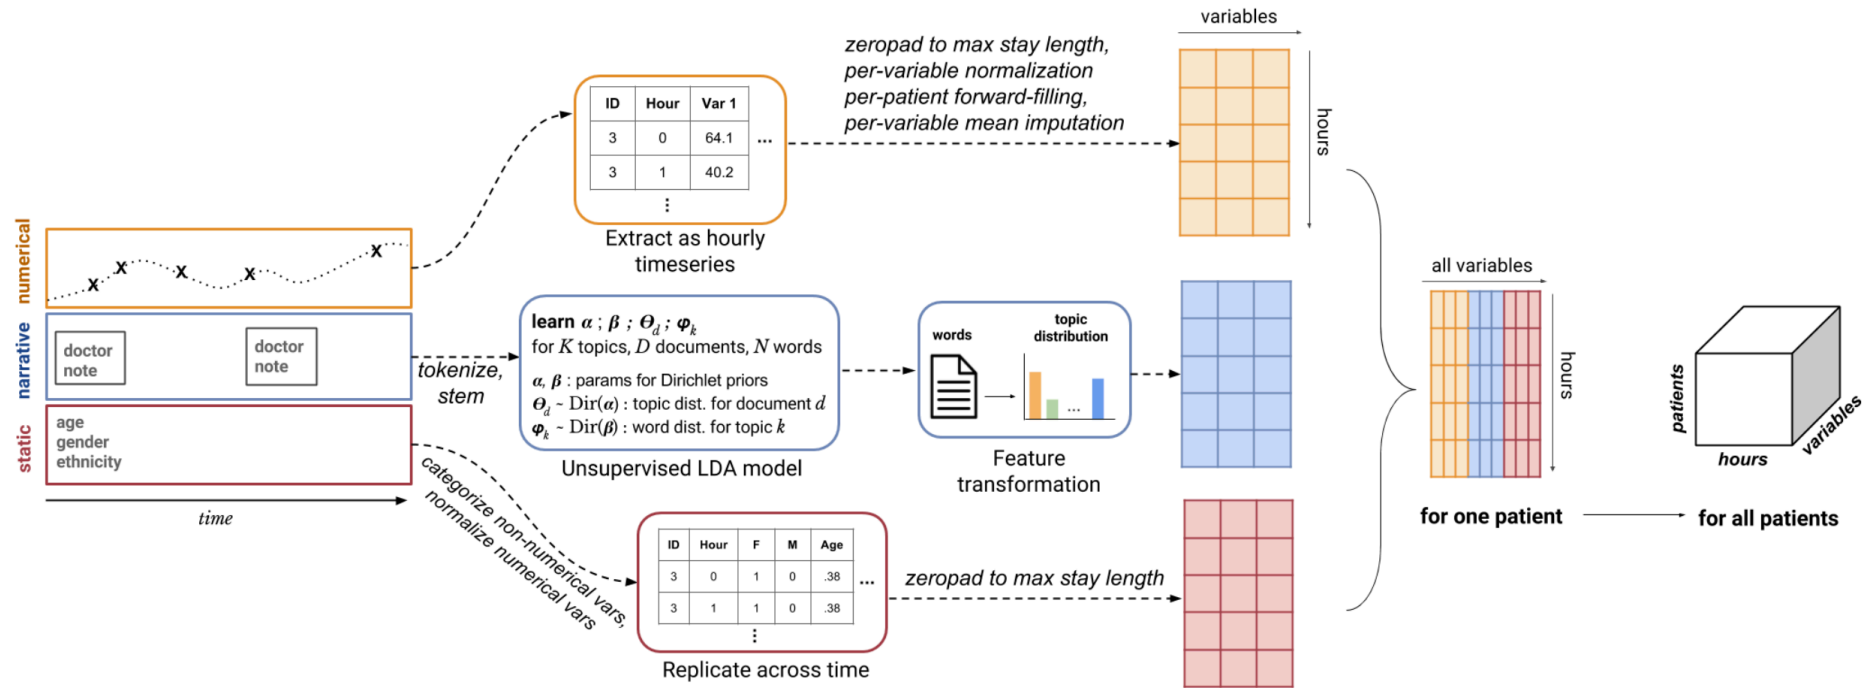 numerical
X X X X X
narrative
doctor
note
doctor
note
static
age
gender
ethnicity
time
ID Hour Var 1
3 0 64.1
3 1 40.2
...
⋮
Extract as hourly
timeseries
zeropad to max stay length,
per-variable normalization
per-patient forward-filling,
per-variable mean imputation
variables
hours
tokenize,
stem
learn α ; β ; Θd ; φk
for K topics, D documents, N words
α, β : params for Dirichlet priors
Θd ~ Dir(α) : topic dist. for document d
φk ~ Dir(β) : word dist. for topic k
Unsupervised LDA model
words
topic
distribution
...
Feature
transformation
categorize non-numerical vars,
normalize numerical vars
ID Hour F M Age
3 0 1 0 .38
3 1 1 0 .38
...
⋮
Replicate across time
zeropad to max stay length
all variables
hours
for one patient
patients
hours
variables
for all patients